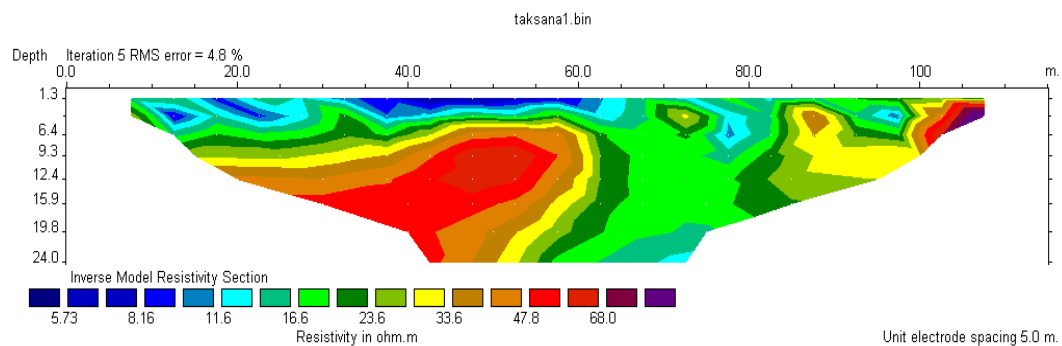 taksana1.bin
Depth Iteration 5 RMS error = 4.8 %
0.0 20.0 40.0 60.0 80.0 100 m.
1.3
6.4
9.3
12.4
15.9
19.8
24.0
Inverse Model Resistivity Section
5.73 8.16 11.6 16.6 23.6 33.6 47.8 68.0
Resistivity in ohm.m Unit electrode spacing 5.0 m.